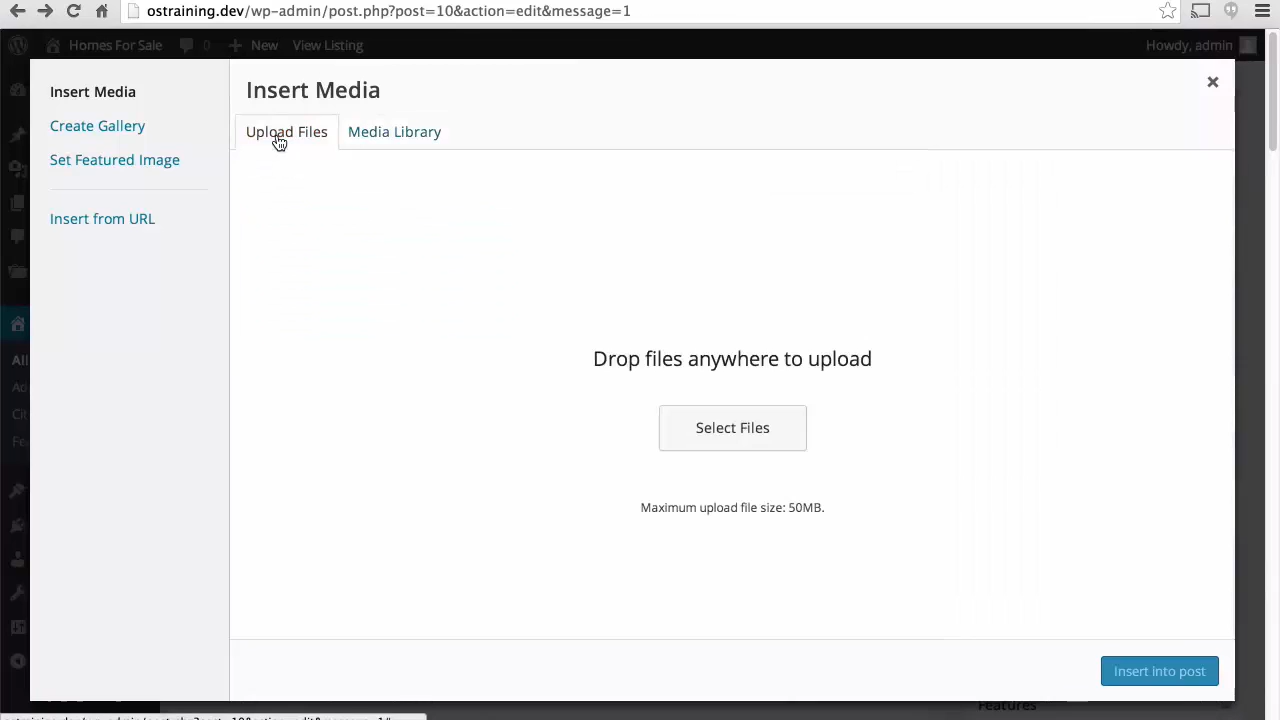 ostraining.dev/wp-admin/post.php?post=10&action=edit&message=1
Homes For Sale 0 New View Listing Howdy, admin
Insert Media
Create Gallery
Set Featured Image
Insert from URL
Insert Media
Upload Files Media Library
Drop files anywhere to upload
Select Files
Maximum upload file size: 50MB.
Insert into post
All
Features